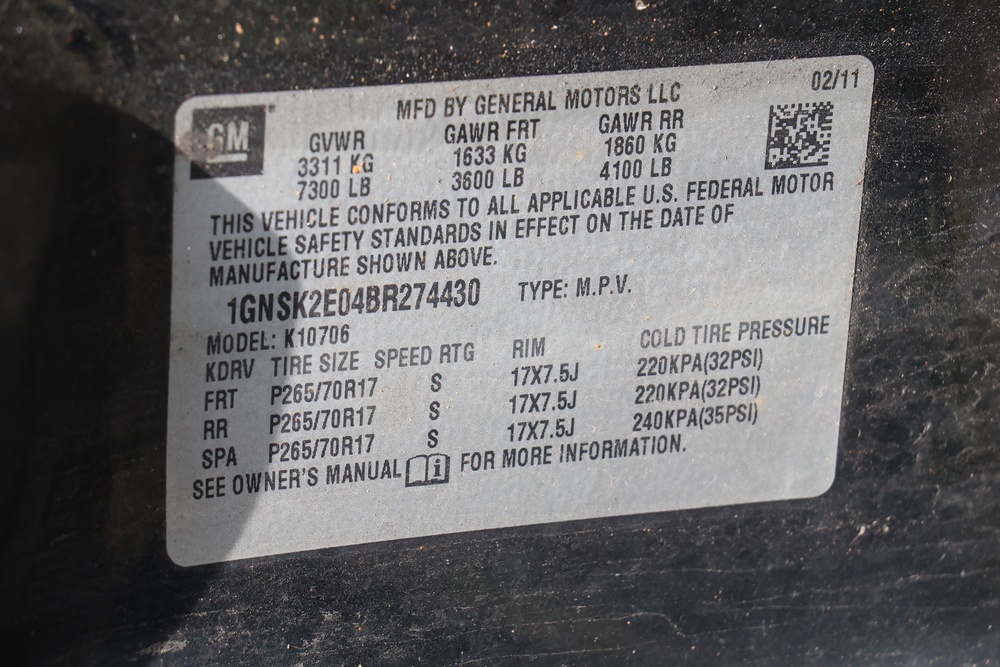 02/11
GM® MFD BY GENERAL MOTORS LLC
GVWR GAWR FRT GAWR RR
3311 KG 1633 KG 1860 KG
7300 LB 3600 LB 4100 LB
THIS VEHICLE CONFORMS TO ALL APPLICABLE U.S. FEDERAL MOTOR
VEHICLE SAFETY STANDARDS IN EFFECT ON THE DATE OF
MANUFACTURE SHOWN ABOVE.
1GNSK2E04BR274430 TYPE: M.P.V.
MODEL: K10706
KDRV TIRE SIZE SPEED RTG RIM COLD TIRE PRESSURE
FRT P265/70R17 S 17X7.5J 220KPA(32PSI)
RR P265/70R17 S 17X7.5J 220KPA(32PSI)
SPA P265/70R17 S 17X7.5J 240KPA(35PSI)
SEE OWNER'S MANUAL i FOR MORE INFORMATION.